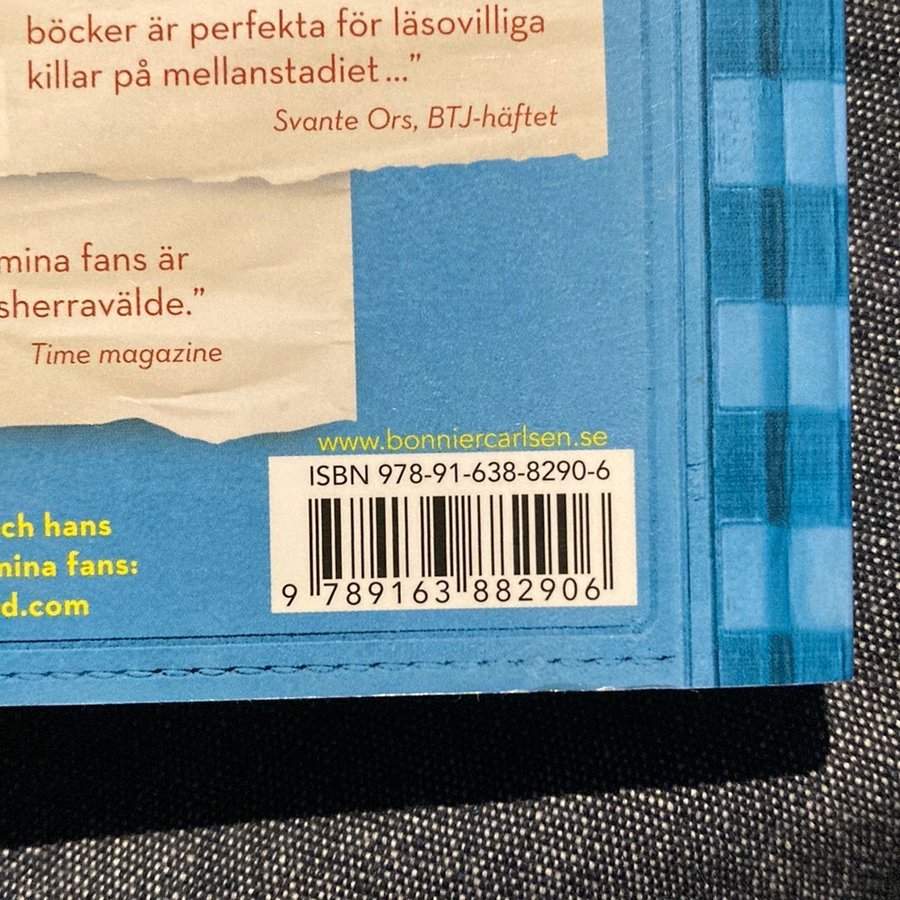 böcker är perfekta för läsovilliga
killar på mellanstadiet ..."
Svante Ors, BTJ-häftet
mina fans är
sherravälde."
Time magazine
www.bonniercarlsen.se
ISBN 978-91-638-8290-6
9 789163 882906
ch hans
mina fans:
d.com